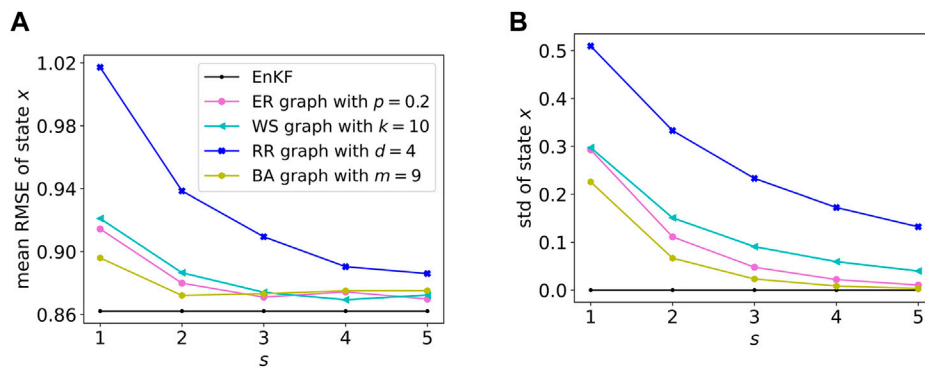 A
mean RMSE of state x
1.02
0.98
0.94
0.90
0.86
EnKF
ER graph with p = 0.2
WS graph with k = 10
RR graph with d = 4
BA graph with m = 9
1 2 3 4 5
s
B
std of state x
0.5
0.4
0.3
0.2
0.1
0.0
1 2 3 4 5
s